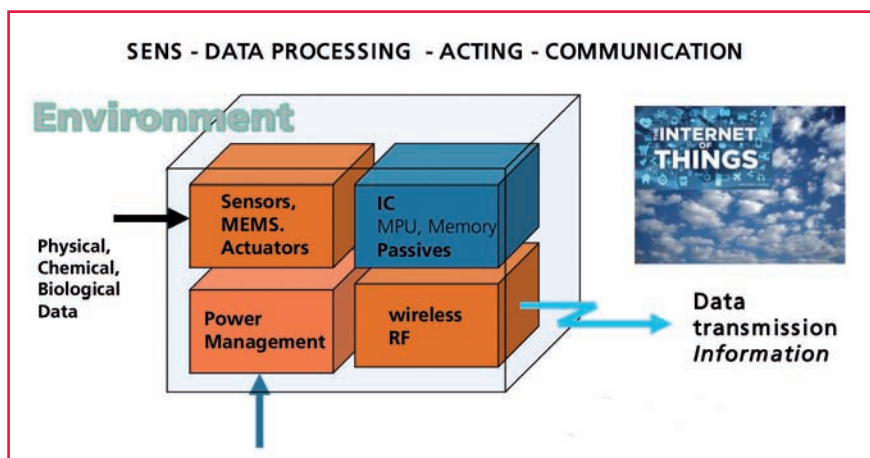 SENS - DATA PROCESSING - ACTING - COMMUNICATION
Environment
THE
INTERNET
OF
THINGS
Sensors,
MEMS.
Actuators
IC
MPU, Memory
Passives
Physical,
Chemical,
Biological
Data
Power
Management
wireless
RF
Data
transmission
Information